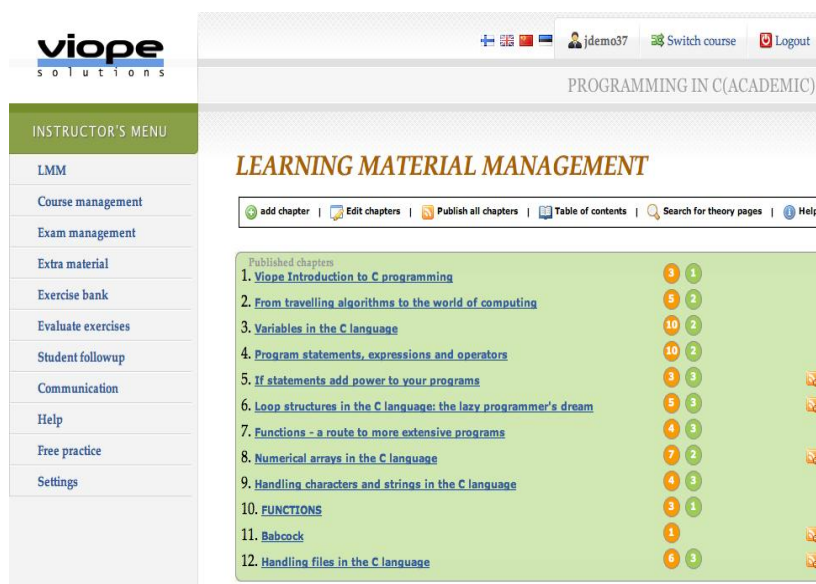 viope
solutions
jdemo37 Switch course Logout
PROGRAMMING IN C(ACADEMIC)
INSTRUCTOR'S MENU
LMM
Course management
Exam management
Extra material
Exercise bank
Evaluate exercises
Student followup
Communication
Help
Free practice
Settings
LEARNING MATERIAL MANAGEMENT
add chapter | Edit chapters | Publish all chapters | Table of contents | Search for theory pages | Help
Published chapters
1. Viope Introduction to C programming 3 1
2. From travelling algorithms to the world of computing 5 2
3. Variables in the C language 10 2
4. Program statements, expressions and operators 10 2
5. If statements add power to your programs 3 3
6. Loop structures in the C language: the lazy programmer's dream 5 3
7. Functions - a route to more extensive programs 4 3
8. Numerical arrays in the C language 7 2
9. Handling characters and strings in the C language 4 3
10. FUNCTIONS 3 1
11. Babcock 1
12. Handling files in the C language 6 3